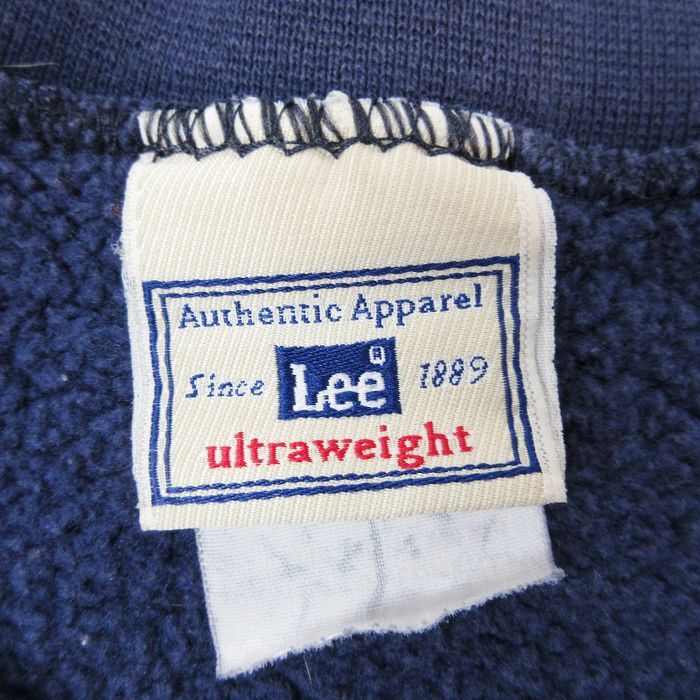 Authentic Apparel
Since Lee® 1889
ultraweight